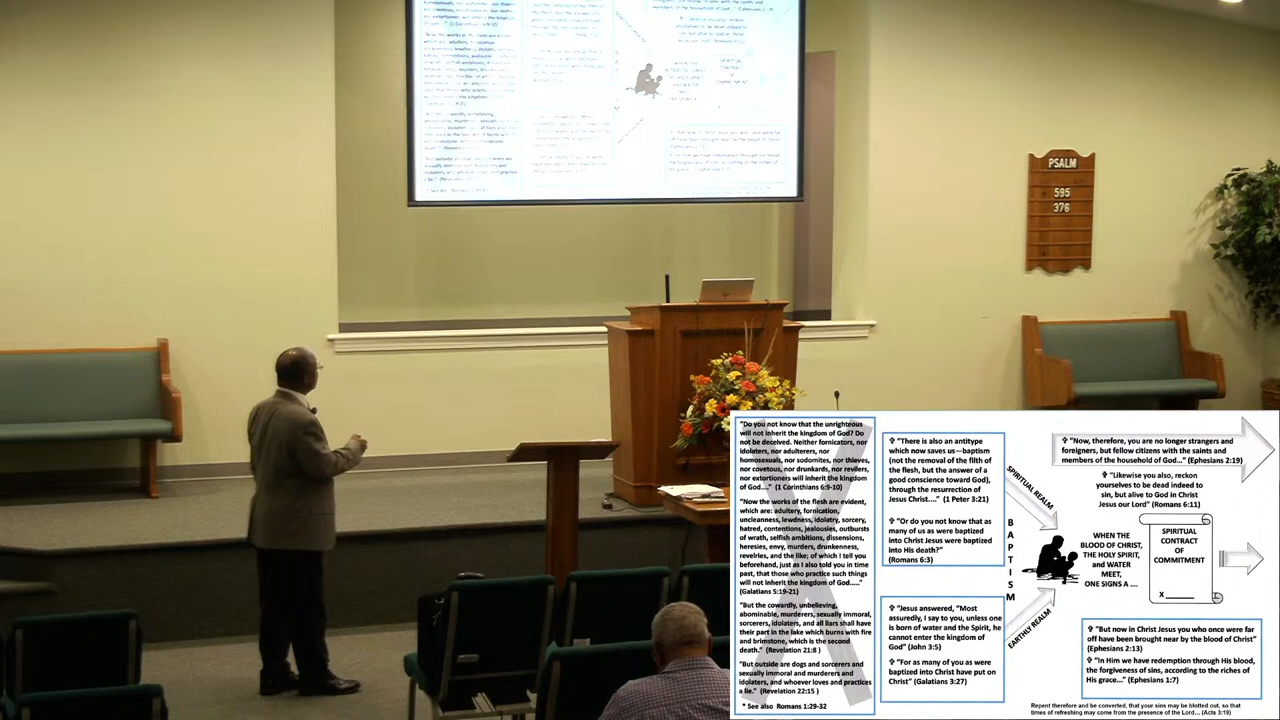 PSALM
595
376
"Do you not know that the unrighteous
will not inherit the kingdom of God? Do
not be deceived. Neither fornicators, nor
idolaters, nor adulterers, nor
homosexuals, nor sodomites, nor thieves,
nor covetous, nor drunkards, nor revilers,
nor extortioners will inherit the kingdom
of God...." (1 Corinthians 6:9-10)
"Now the works of the flesh are evident,
which are: adultery, fornication,
uncleanness, lewdness, idolatry, sorcery,
hatred, contentions, jealousies, outbursts
of wrath, selfish ambitions, dissensions,
heresies, envy, murders, drunkenness,
revelries, and the like; of which I tell you
beforehand, just as I also told you in time
past, that those who practice such things
will not inherit the kingdom of God....."
(Galatians 5:19-21)
"But the cowardly, unbelieving,
abominable, murderers, sexually immoral,
sorcerers, idolaters, and all liars shall have
their part in the lake which burns with fire
and brimstone, which is the second
death." (Revelation 21:8 )
"But outside are dogs and sorcerers and
sexually immoral and murderers and
idolaters, and whoever loves and practices
a lie." (Revelation 22:15 )
* See also Romans 1:29-32
✞ "There is also an antitype
which now saves us—baptism
(not the removal of the filth of
the flesh, but the answer of a
good conscience toward God),
through the resurrection of
Jesus Christ...." (1 Peter 3:21)
✞ "Or do you not know that as
many of us as were baptized
into Christ Jesus were baptized
into His death?"
(Romans 6:3)
✞ "Jesus answered, "Most
assuredly, I say to you, unless one
is born of water and the Spirit, he
cannot enter the kingdom of
God" (John 3:5)
✞ "For as many of you as were
baptized into Christ have put on
Christ" (Galatians 3:27)
SPIRITUAL REALM
BAPTISM
EARTHLY REALM
✞ "Now, therefore, you are no longer strangers and
foreigners, but fellow citizens with the saints and
members of the household of God..." (Ephesians 2:19)
✞ "Likewise you also, reckon
yourselves to be dead indeed to
sin, but alive to God in Christ
Jesus our Lord" (Romans 6:11)
WHEN THE
BLOOD OF CHRIST,
THE HOLY SPIRIT,
and WATER
MEET,
ONE SIGNS A ....
SPIRITUAL
CONTRACT
OF
COMMITMENT
X ______
✞ "But now in Christ Jesus you who once were far
off have been brought near by the blood of Christ"
(Ephesians 2:13)
✞ "In Him we have redemption through His blood,
the forgiveness of sins, according to the riches of
His grace..." (Ephesians 1:7)
Repent therefore and be converted, that your sins may be blotted out, so that
times of refreshing may come from the presence of the Lord... (Acts 3:19)